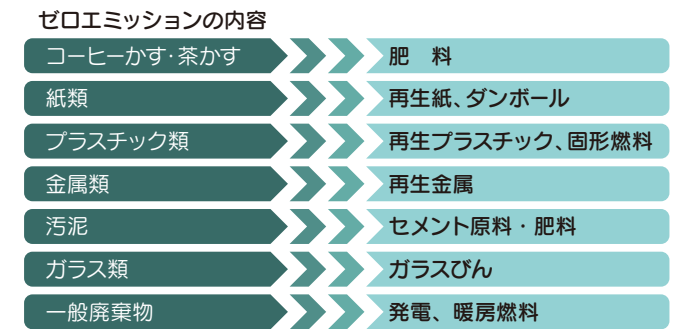 ゼロエミッションの内容
コーヒーかす・茶かす 肥　料
紙類 再生紙、ダンボール
プラスチック類 再生プラスチック、固形燃料
金属類 再生金属
汚泥 セメント原料・肥料
ガラス類 ガラスびん
一般廃棄物 発電、暖房燃料